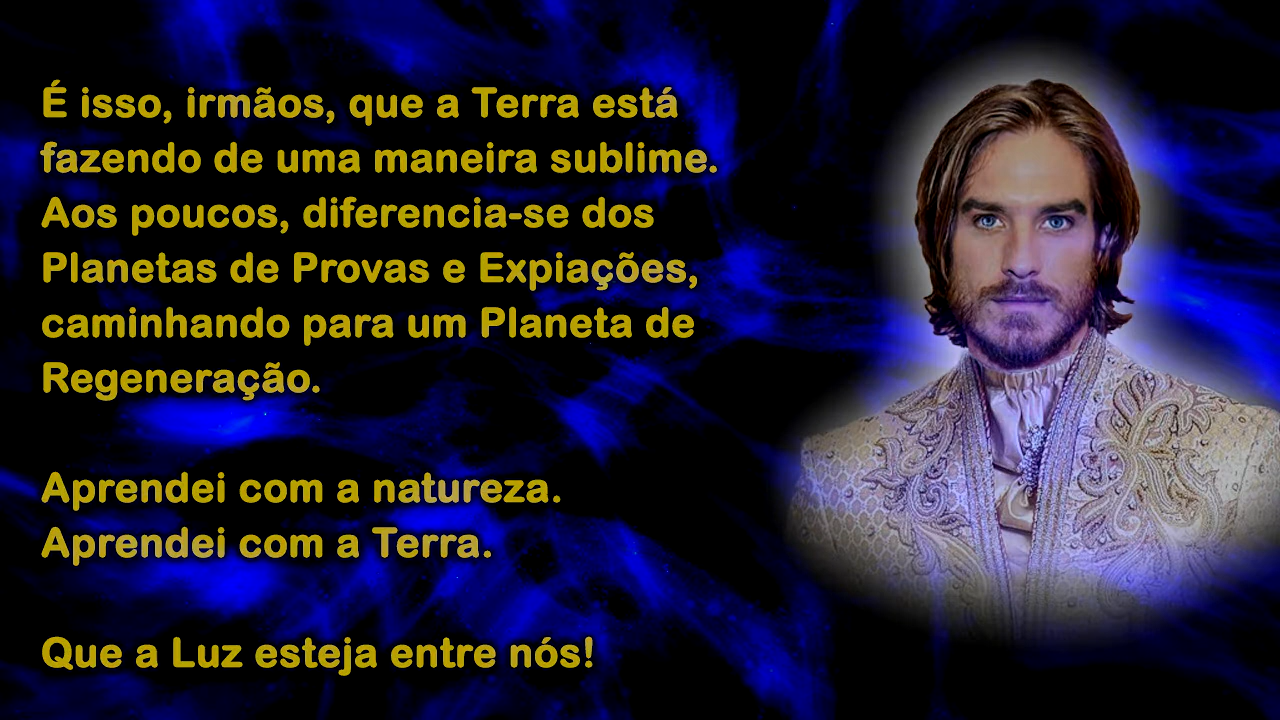 É isso, irmãos, que a Terra está
fazendo de uma maneira sublime.
Aos poucos, diferencia-se dos
Planetas de Provas e Expiações,
caminhando para um Planeta de
Regeneração.
Aprendei com a natureza.
Aprendei com a Terra.
Que a Luz esteja entre nós!